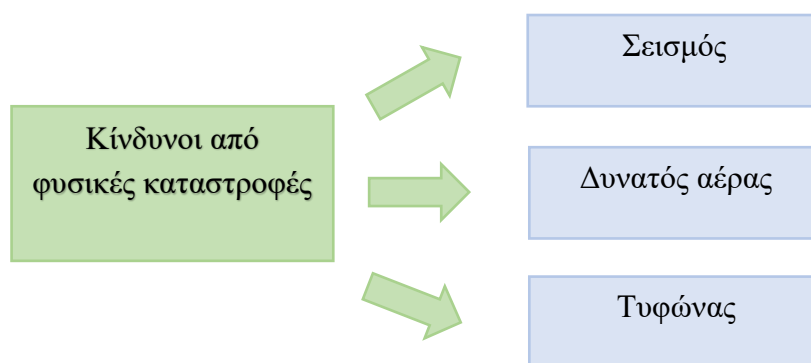 Κίνδυνοι από
φυσικές καταστροφές
Σεισμός
Δυνατός αέρας
Τυφώνας